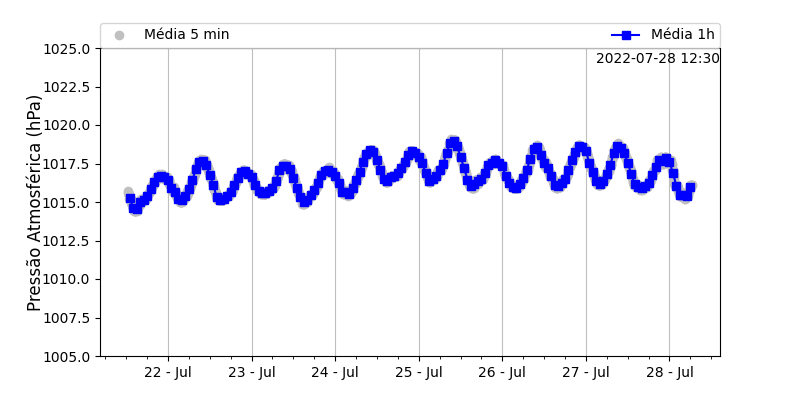 Média 5 min
Média 1h
2022-07-28 12:30
Pressão Atmosférica (hPa)
1025.0
1022.5
1020.0
1017.5
1015.0
1012.5
1010.0
1007.5
1005.0
22 - Jul
23 - Jul
24 - Jul
25 - Jul
26 - Jul
27 - Jul
28 - Jul